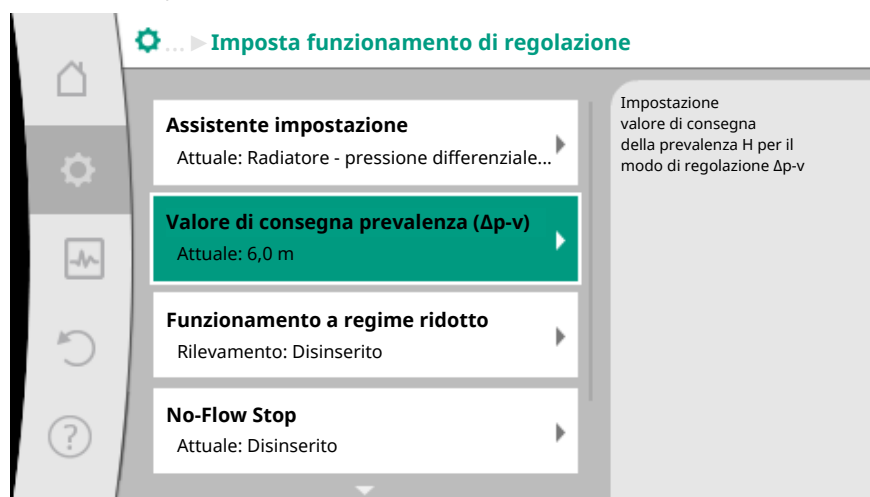 ... Imposta funzionamento di regolazione
Assistente impostazione
Attuale: Radiatore - pressione differenziale...
Valore di consegna prevalenza (Δp-v)
Attuale: 6,0 m
Funzionamento a regime ridotto
Rilevamento: Disinserito
No-Flow Stop
Attuale: Disinserito
Impostazione
valore di consegna
della prevalenza H per il
modo di regolazione Δp-v
?